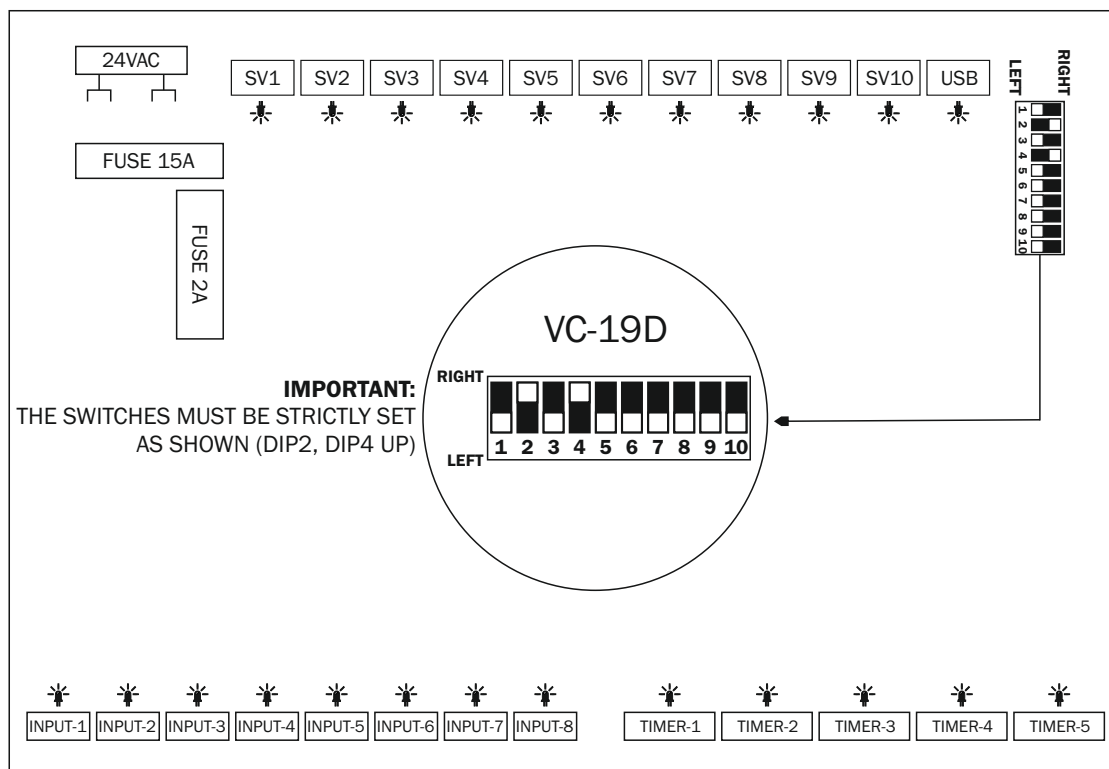 24VAC
SV1 SV2 SV3 SV4 SV5 SV6 SV7 SV8 SV9 SV10 USB
LEFT RIGHT
1
2
3
4
5
6
7
8
9
10
FUSE 15A
FUSE 2A
VC-19D
RIGHT
LEFT
1 2 3 4 5 6 7 8 9 10
IMPORTANT:
THE SWITCHES MUST BE STRICTLY SET
AS SHOWN (DIP2, DIP4 UP)
INPUT-1 INPUT-2 INPUT-3 INPUT-4 INPUT-5 INPUT-6 INPUT-7 INPUT-8 TIMER-1 TIMER-2 TIMER-3 TIMER-4 TIMER-5